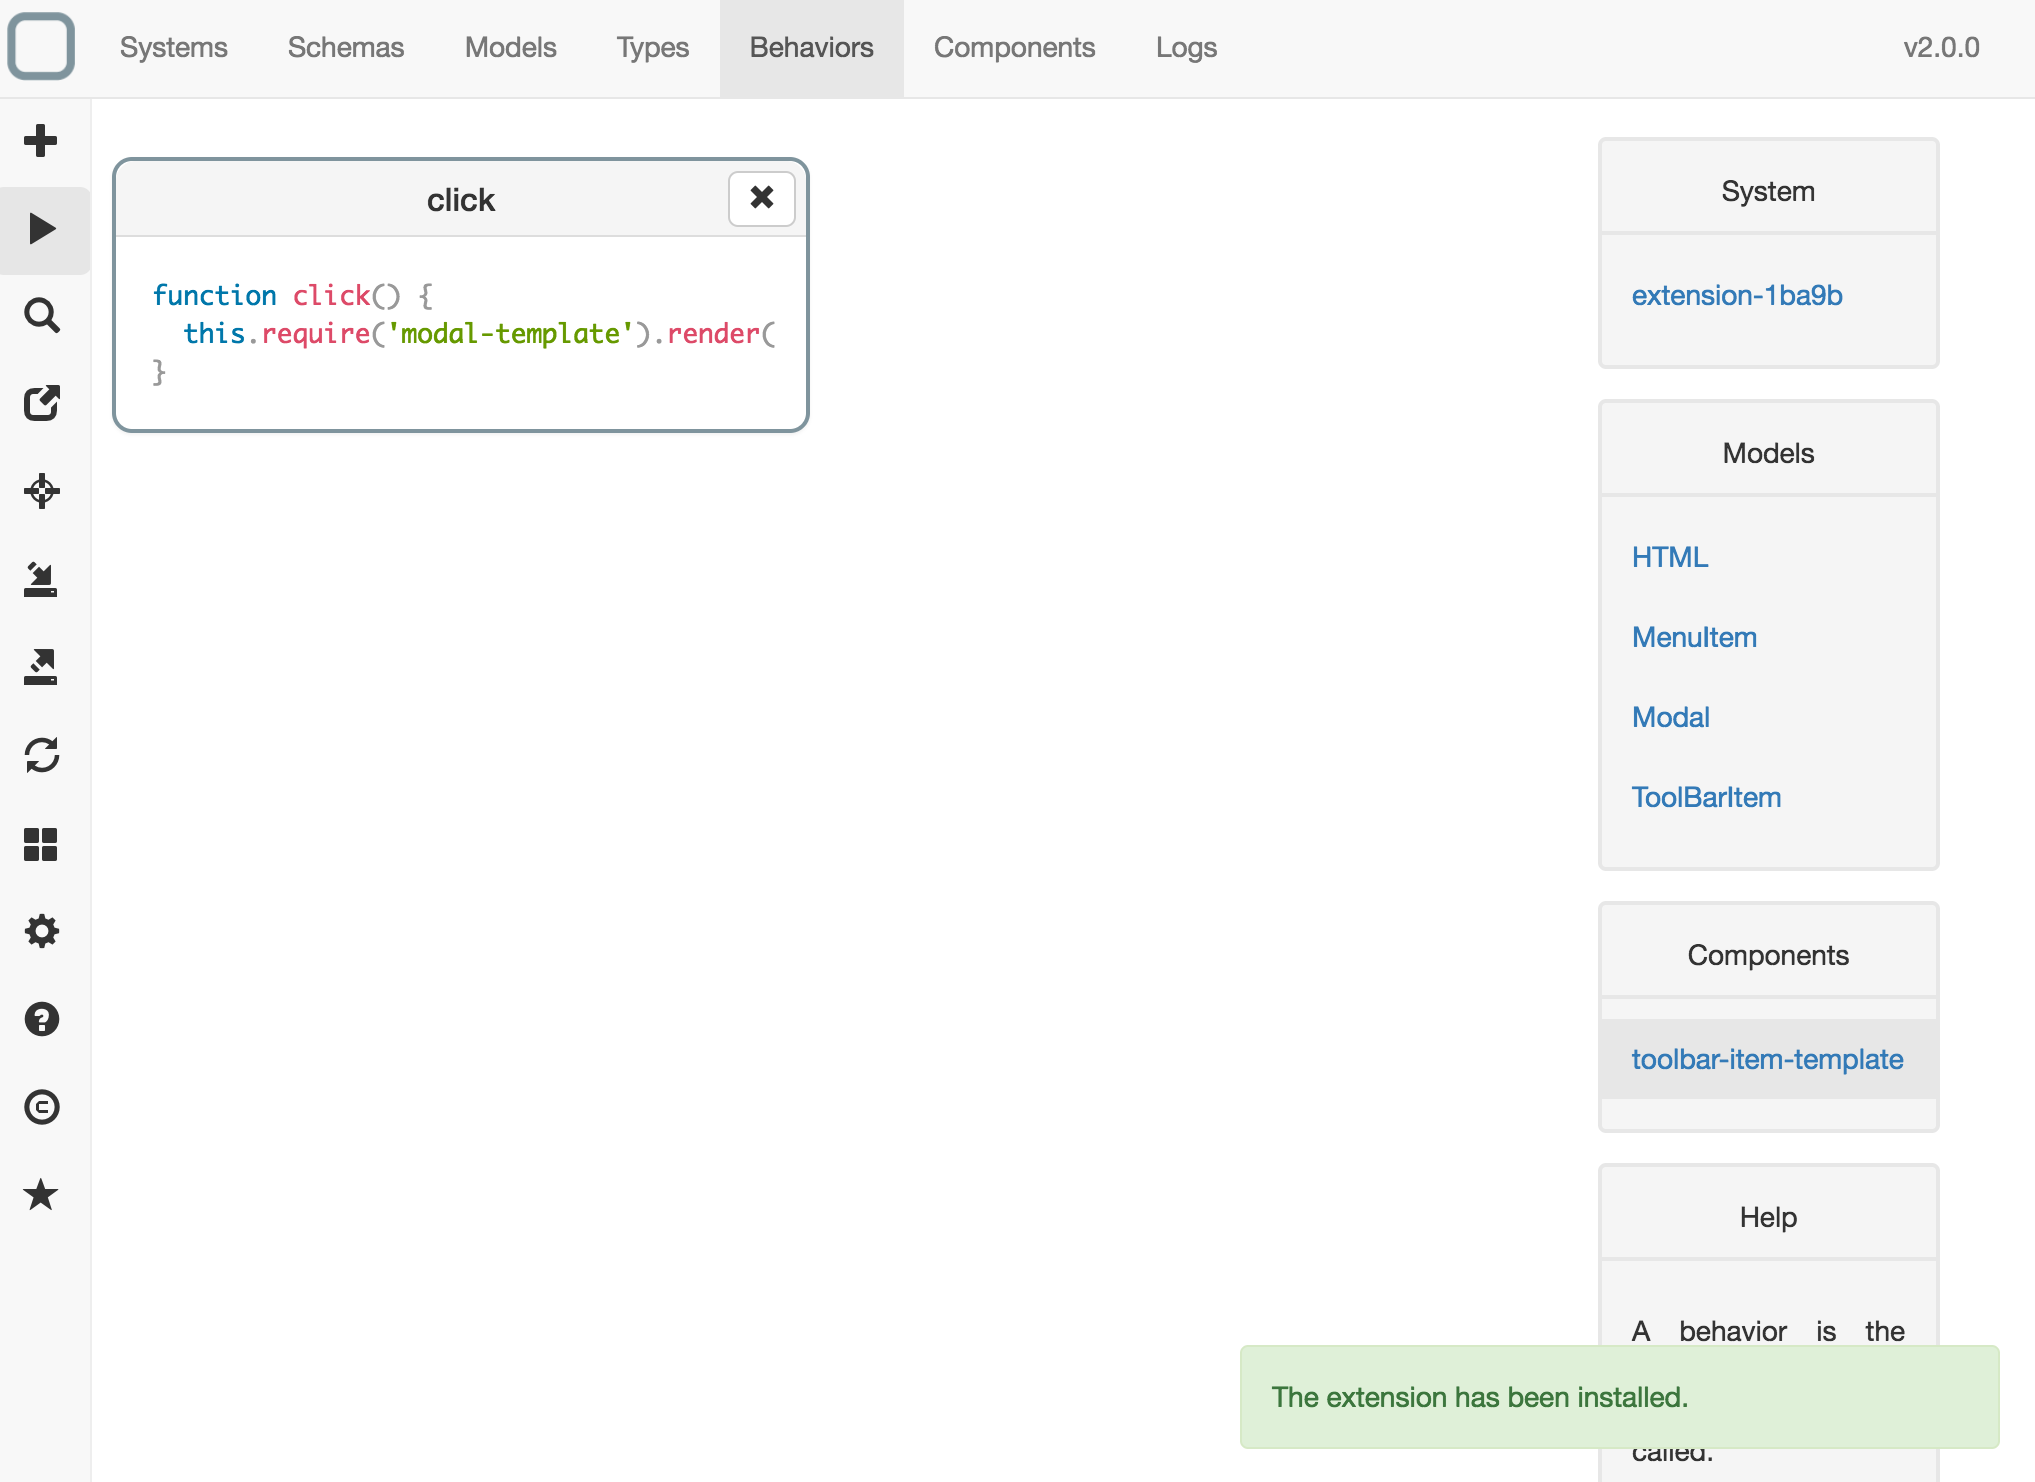 Systems Schemas Models Types Behaviors Components Logs v2.0.0
click
function click() {
this.require('modal-template').render(
}
System
extension-1ba9b
Models
HTML
MenuItem
Modal
ToolBarItem
Components
toolbar-item-template
Help
A behavior is the
The extension has been installed.
called.